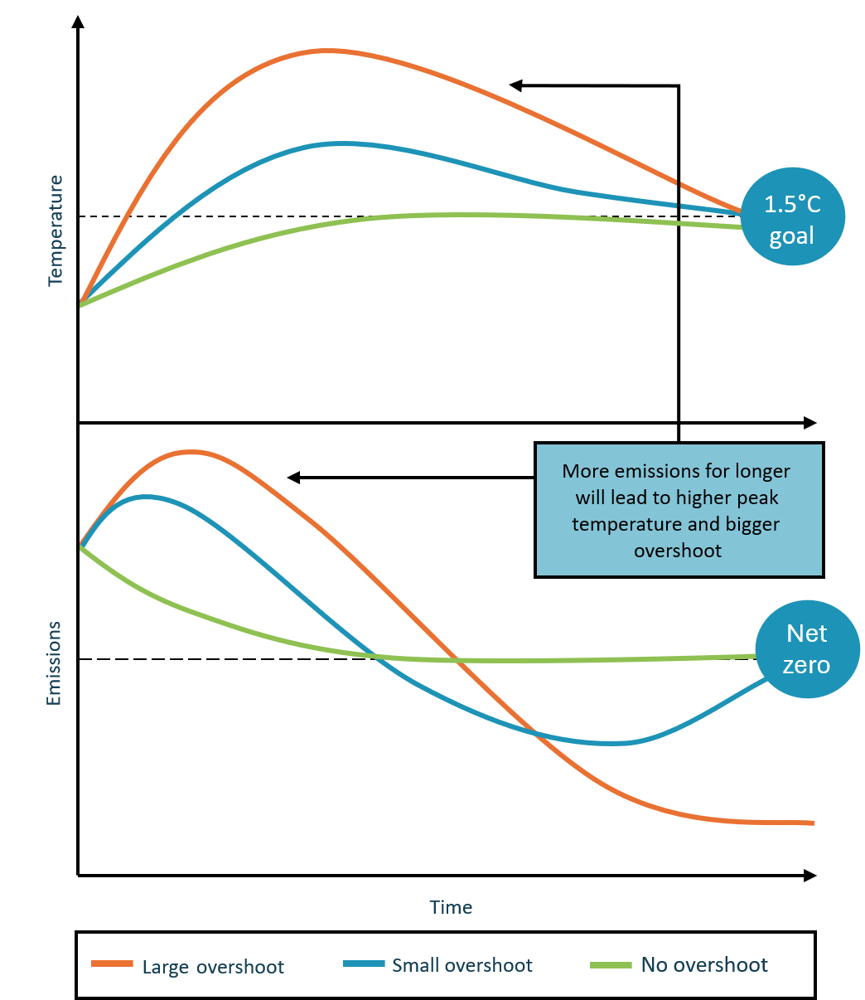 Temperature
1.5°C
goal
More emissions for longer
will lead to higher peak
temperature and bigger
overshoot
Emissions
Net
zero
Time
Large overshoot
Small overshoot
No overshoot